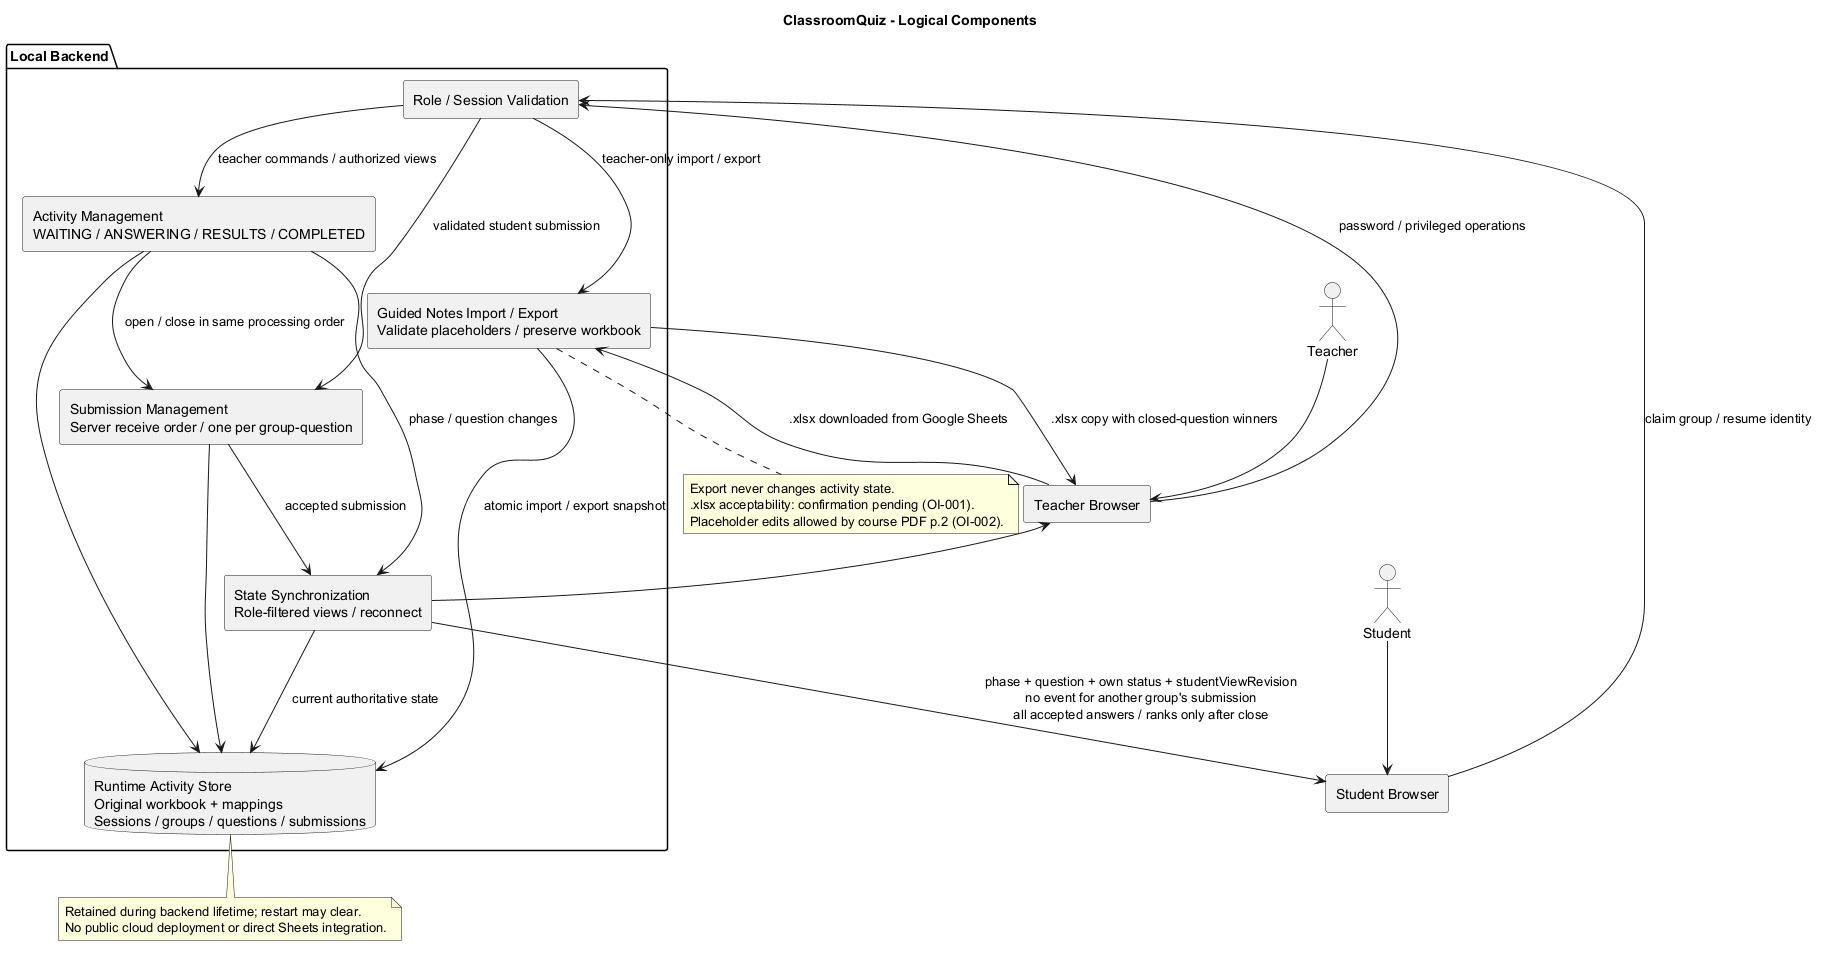 ClassroomQuiz - Logical Components
Local Backend
Role / Session Validation
teacher commands / authorized views
teacher-only import / export
Activity Management
WAITING / ANSWERING / RESULTS / COMPLETED
validated student submission
password / privileged operations
Guided Notes Import / Export
Validate placeholders / preserve workbook
open / close in same processing order
Teacher
Submission Management
Server receive order / one per group-question
phase / question changes
.xlsx downloaded from Google Sheets
.xlsx copy with closed-question winners
claim group / resume identity
Export never changes activity state.
.xlsx acceptability: confirmation pending (OI-001).
Placeholder edits allowed by course PDF p.2 (OI-002).
Teacher Browser
accepted submission
atomic import / export snapshot
State Synchronization
Role-filtered views / reconnect
Student
phase + question + own status + studentViewRevision
no event for another group's submission
all accepted answers / ranks only after close
current authoritative state
Runtime Activity Store
Original workbook + mappings
Sessions / groups / questions / submissions
Student Browser
Retained during backend lifetime; restart may clear.
No public cloud deployment or direct Sheets integration.